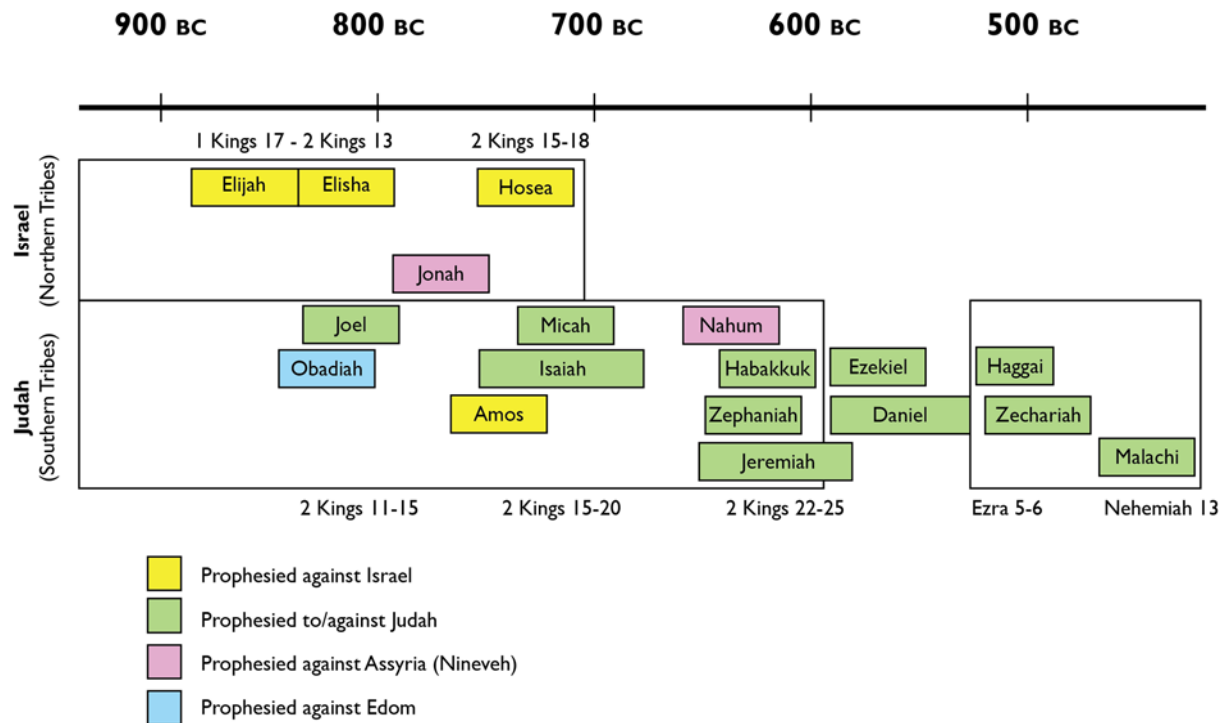 900 BC 800 BC 700 BC 600 BC 500 BC
1 Kings 17 - 2 Kings 13 2 Kings 15-18
Israel
(Northern Tribes)
Elijah Elisha Hosea
Jonah
Judah
(Southern Tribes)
Joel Micah Nahum
Obadiah Isaiah Habakkuk Ezekiel Haggai
Amos Zephaniah Daniel Zechariah
Jeremiah Malachi
2 Kings 11-15 2 Kings 15-20 2 Kings 22-25 Ezra 5-6 Nehemiah 13
Prophesied against Israel
Prophesied to/against Judah
Prophesied against Assyria (Nineveh)
Prophesied against Edom